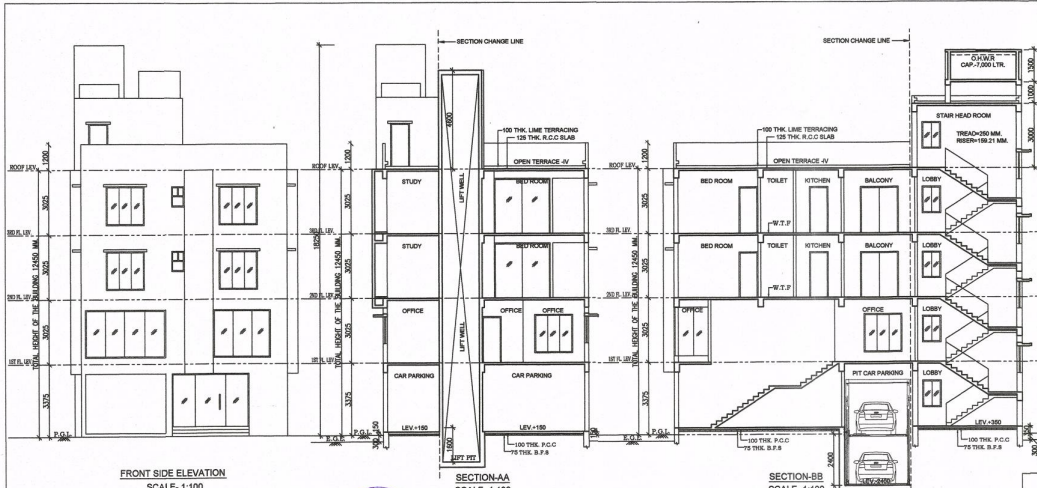 SECTION CHANGE LINE
SECTION CHANGE LINE
O.H.W.R
CAP.-7,000 LTR.
1500
1000
STAIR HEAD ROOM
TREAD=250 MM.
RISER=159.21 MM.
3000
4600
100 THK. LIME TERRACING
125 THK. R.C.C SLAB
100 THK. LIME TERRACING
125 THK. R.C.C SLAB
1200
1200
1200
OPEN TERRACE -IV
OPEN TERRACE -IV
ROOF LEV.
ROOF LEV.
ROOF LEV.
STUDY
LIFT WELL
BED ROOM
BED ROOM
TOILET
KITCHEN
BALCONY
LOBBY
3025
3025
3025
W.T.F
3RD FL. LEV.
3RD FL. LEV.
3RD FL. LEV.
STUDY
BED ROOM
BED ROOM
TOILET
KITCHEN
BALCONY
LOBBY
3025
3025
3025
W.T.F
2ND FL. LEV.
2ND FL. LEV.
2ND FL. LEV.
TOTAL HEIGHT OF THE BUILDING 12450 MM.
TOTAL HEIGHT OF THE BUILDING 12450 MM.
TOTAL HEIGHT OF THE BUILDING 12450 MM.
OFFICE
OFFICE
OFFICE
OFFICE
OFFICE
LOBBY
LIFT WELL
3025
3025
3025
1ST FL. LEV.
1ST FL. LEV.
1ST FL. LEV.
CAR PARKING
CAR PARKING
PIT CAR PARKING
LOBBY
3375
3375
3375
LEV.+150
LEV.+150
LEV.+350
P.G.L
P.G.L
P.G.L
E.G.L
E.G.L
150
300
1600
LIFT PIT
100 THK. P.C.C
75 THK. B.F.S
100 THK. P.C.C
75 THK. B.F.S
100 THK. P.C.C
75 THK. B.F.S
2400
300
FRONT SIDE ELEVATION
SCALE- 1:100
SECTION-AA
SECTION-BB